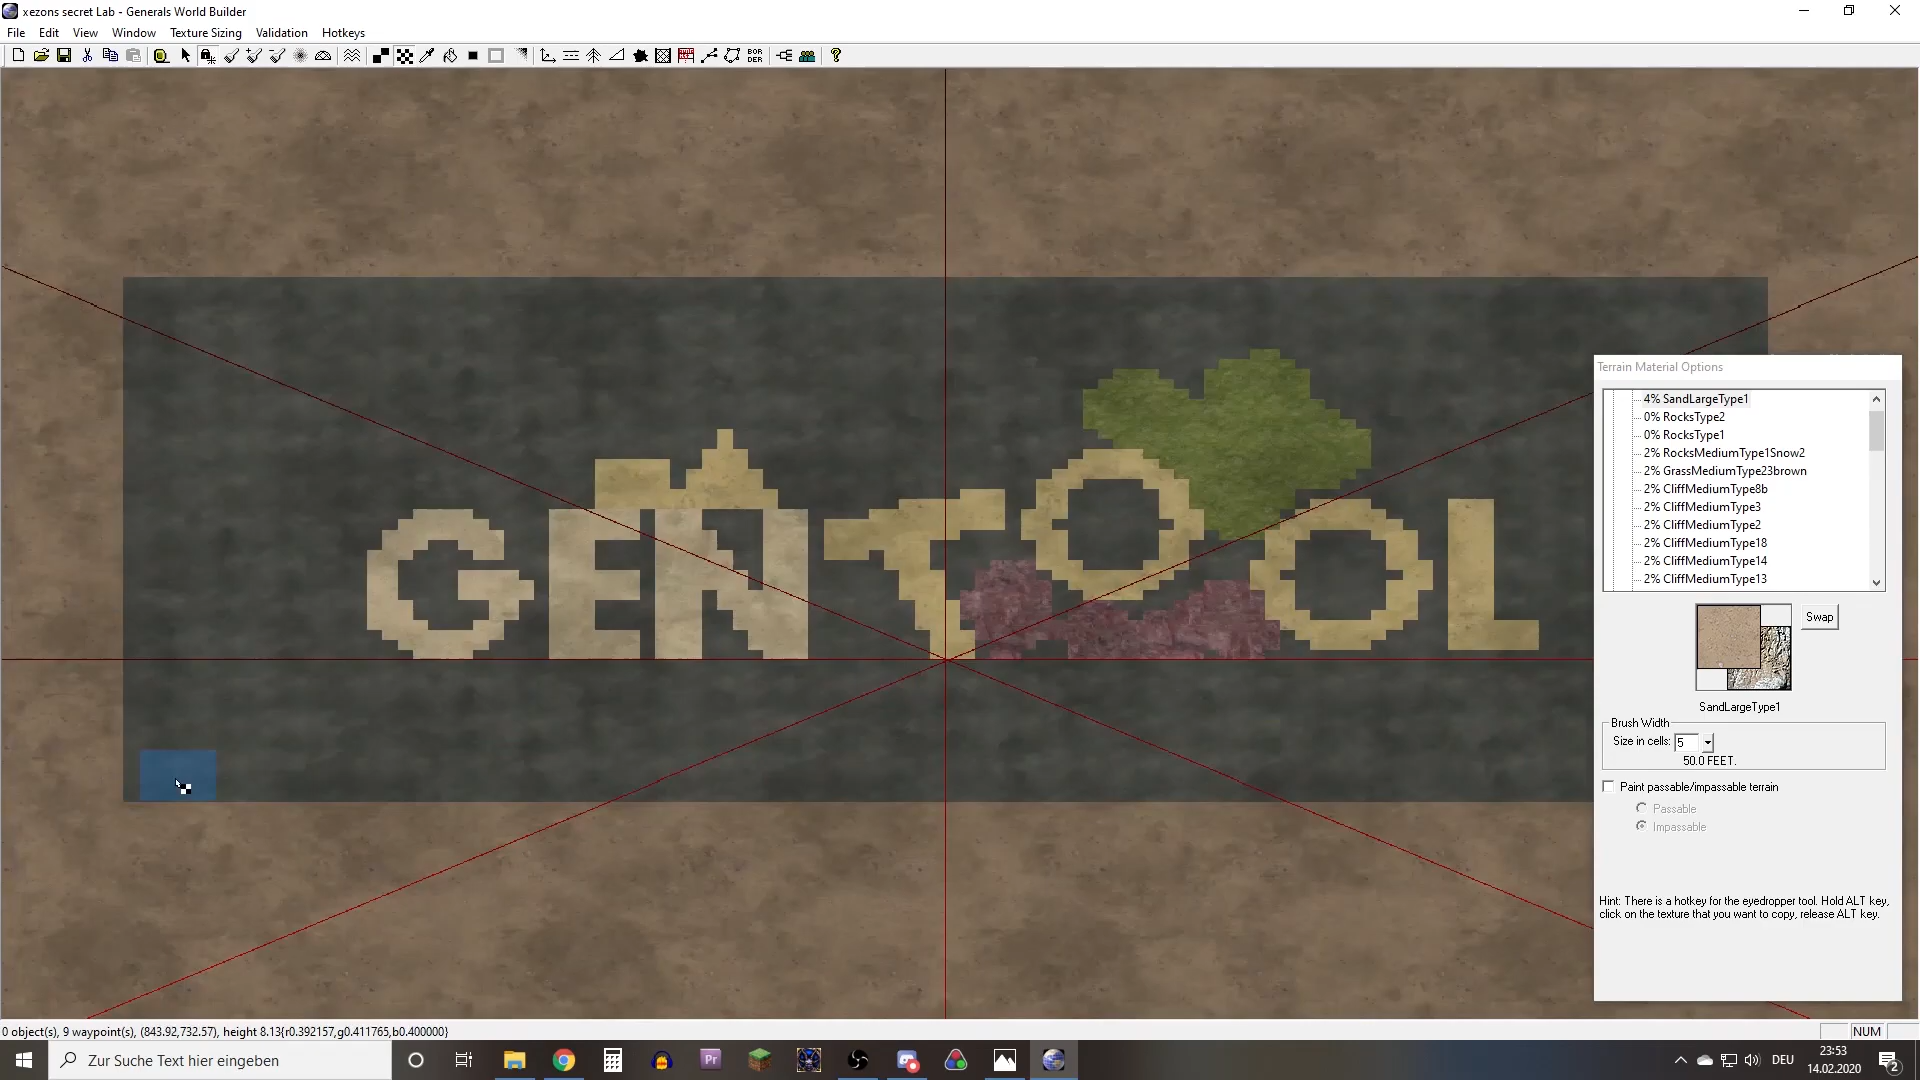 xezons secret Lab - Generals World Builder
File Edit View Window Texture Sizing Validation Hotkeys
BOR
DER
GENTOOL
Terrain Material Options
4% SandLargeType1
0% RocksType2
0% RocksType1
2% RocksMediumType1Snow2
2% GrassMediumType23brown
2% CliffMediumType8b
2% CliffMediumType3
2% CliffMediumType2
2% CliffMediumType18
2% CliffMediumType14
2% CliffMediumType13
Swap
SandLargeType1
Brush Width
Size in cells: 5
50.0 FEET.
Paint passable/impassable terrain
Passable
Impassable
Hint: There is a hotkey for the eyedropper tool. Hold ALT key,
click on the texture that you want to copy, release ALT key.
0 object(s), 9 waypoint(s), (843.92,732.57), height 8.13{r0.392157,g0.411765,b0.400000}
NUM
Zur Suche Text hier eingeben
Pr
DEU
23:53
14.02.2020
2